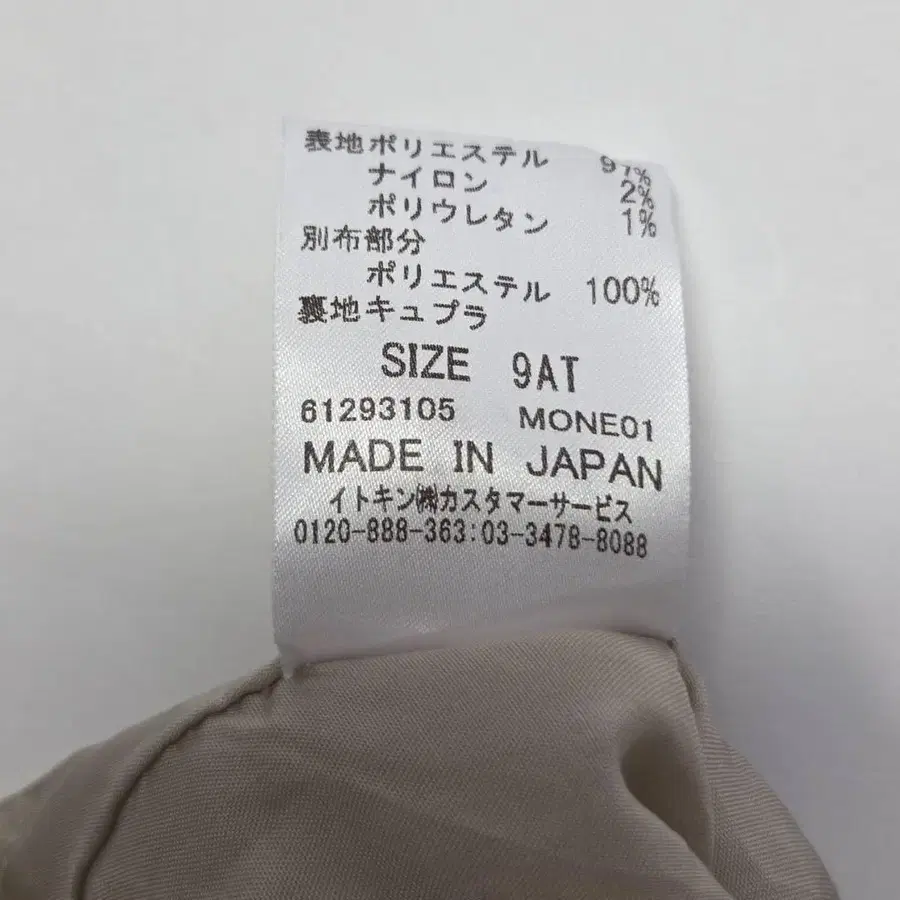 表地ポリエステル 97%
ナイロン 2%
ポリウレタン 1%
別布部分
ポリエステル 100%
裏地キュプラ
SIZE 9AT
61293105 MONE01
MADE IN JAPAN
イトキン㈱カスタマーサービス
0120-888-363:03-3478-8088